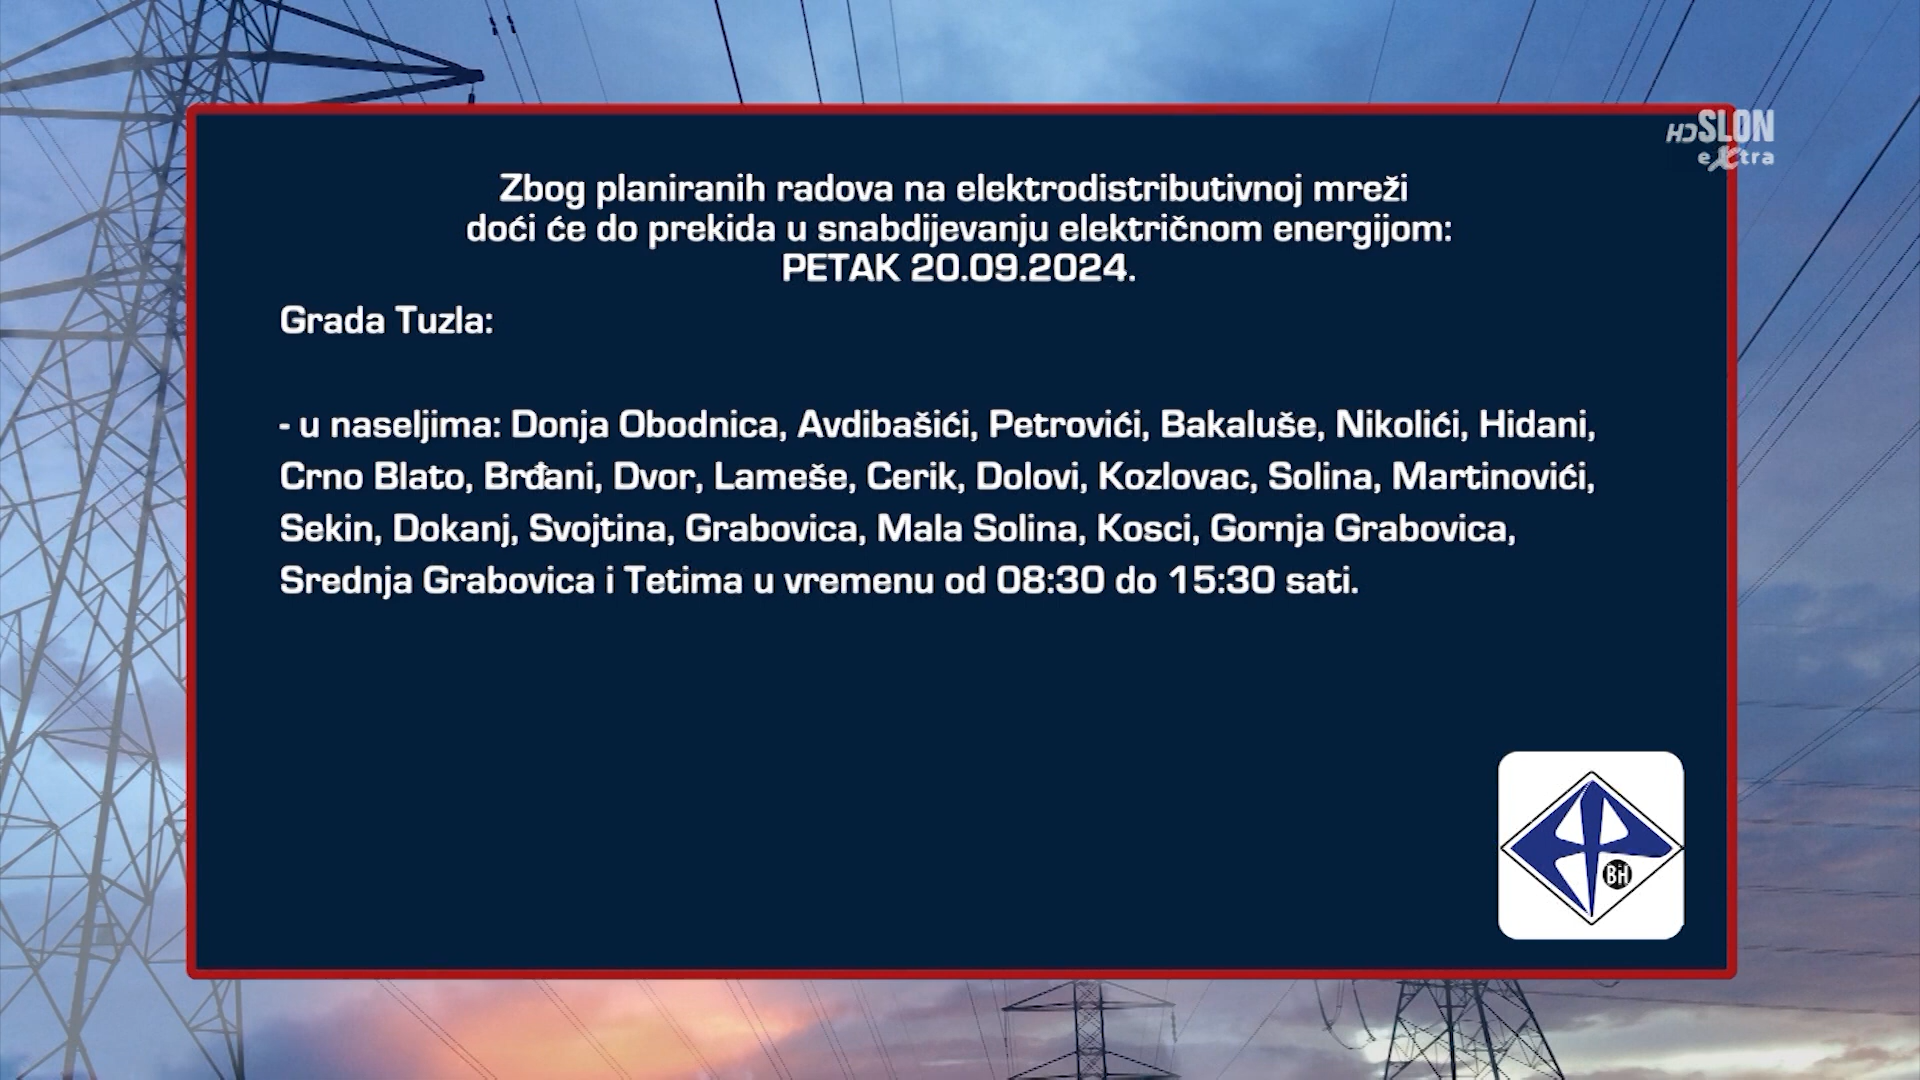 HD SLON
extra
Zbog planiranih radova na elektrodistributivnoj mreži
doći će do prekida u snabdijevanju električnom energijom:
PETAK 20.09.2024.
Grada Tuzla:
- u naseljima: Donja Obodnica, Avdibašići, Petrovići, Bakaluše, Nikolići, Hidani,
Crno Blato, Brđani, Dvor, Lameše, Cerik, Dolovi, Kozlovac, Solina, Martinovići,
Sekin, Dokanj, Svojtina, Grabovica, Mala Solina, Kosci, Gornja Grabovica,
Srednja Grabovica i Tetima u vremenu od 08:30 do 15:30 sati.
BiH